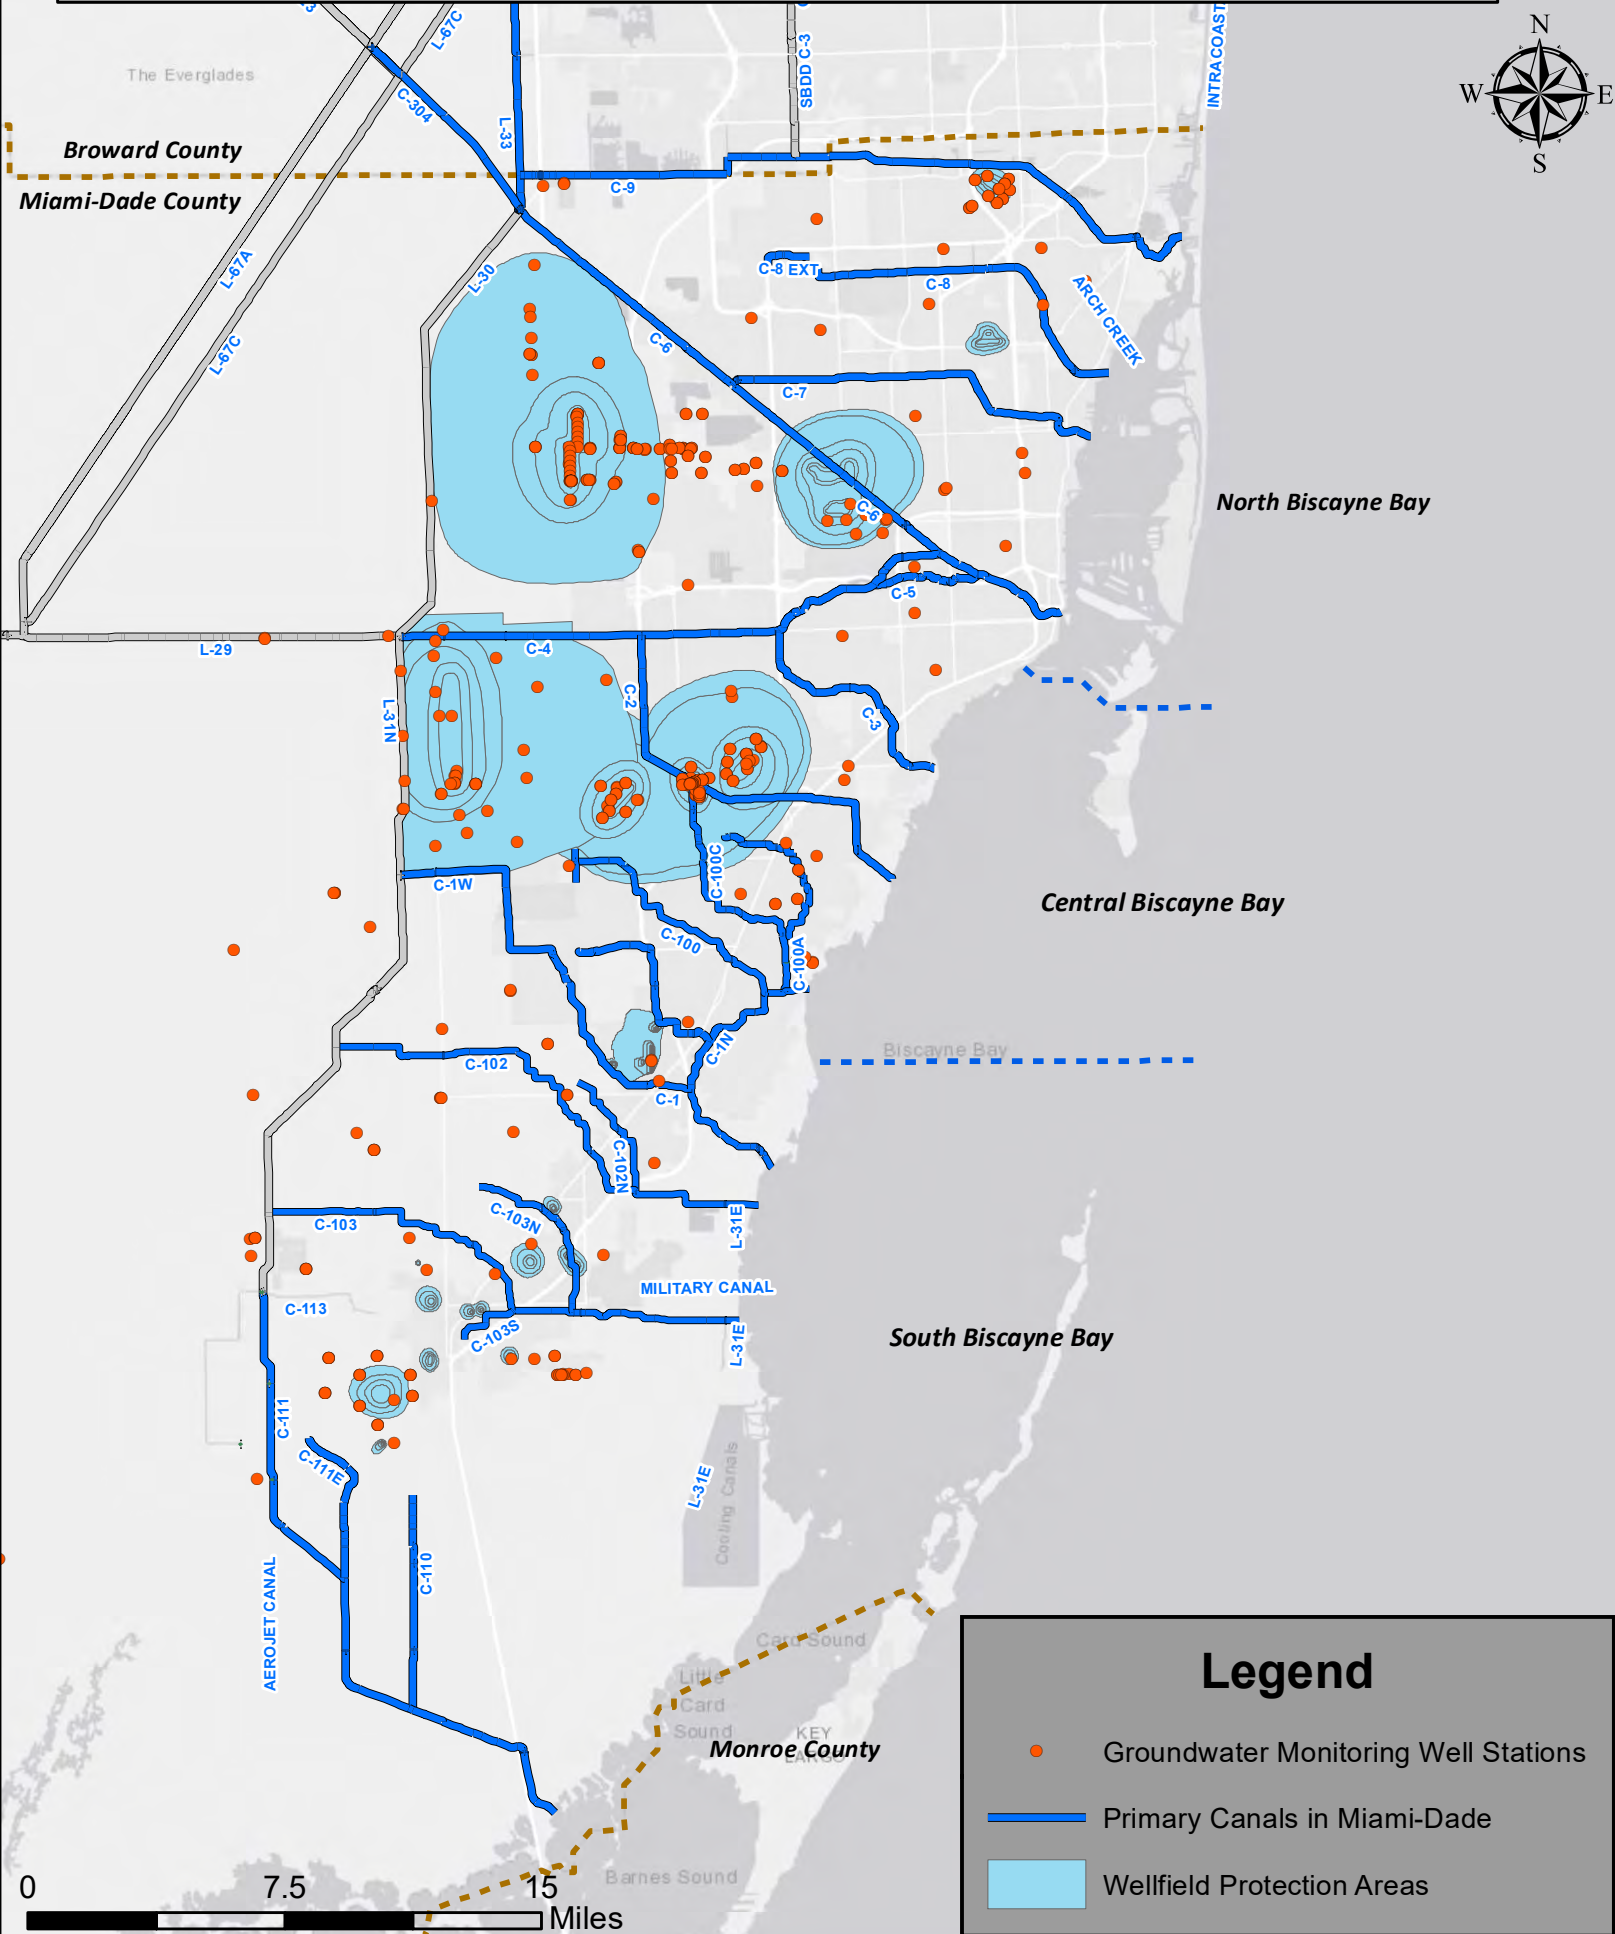 L-67C
INTRACOAST
N
W
E
S
SBDD C-3
The Everglades
C-304
L-33
Broward County
Miami-Dade County
C-9
L-67A
L-30
C-8 EXT
C-8
ARCH CREEK
L-67C
C-6
C-7
North Biscayne Bay
C-6
C-5
L-29
C-4
C-2
L-31N
C-3
C-1W
C-100C
Central Biscayne Bay
C-100
C-100A
C-1N
Biscayne Bay
C-102
C-1
C-102N
C-103
C-103N
L-31E
MILITARY CANAL
C-113
C-103S
L-31E
South Biscayne Bay
C-111
C-111E
L-31E
Cooling Canals
C-110
AEROJET CANAL
Card Sound
Little
Card
Sound
KEY
LARGO
Monroe County
Barnes Sound
0
7.5
15
Miles
Legend
Groundwater Monitoring Well Stations
Primary Canals in Miami-Dade
Wellfield Protection Areas